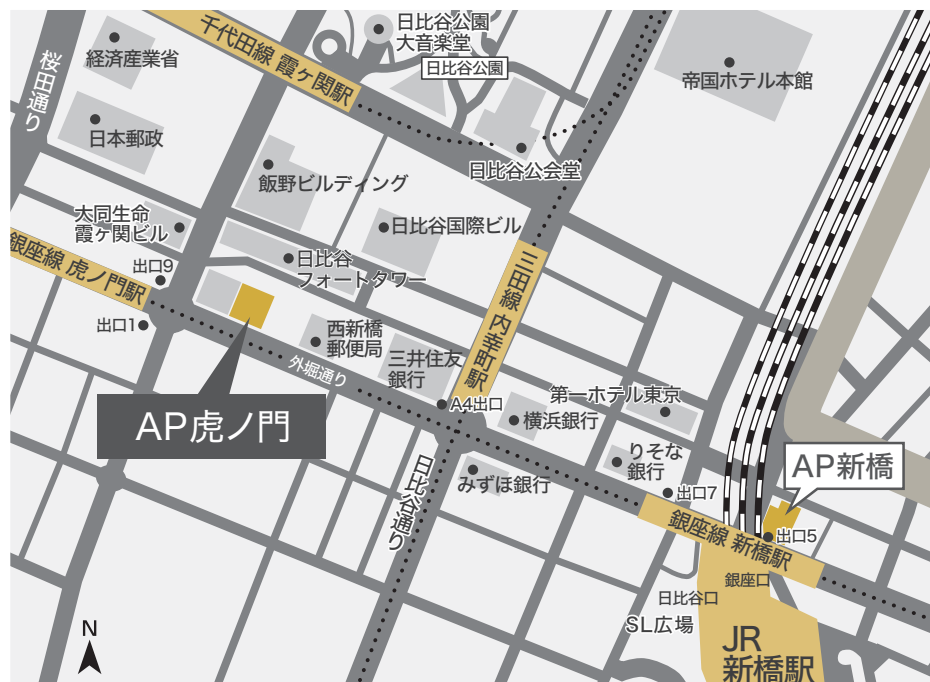 日比谷公園
大音楽堂
千代田線 霞ヶ関駅
経済産業省
日比谷公園
帝国ホテル本館
桜田通り
日本郵政
日比谷公会堂
飯野ビルディング
大同生命
霞ヶ関ビル
日比谷国際ビル
銀座線 虎ノ門駅
出口9
日比谷
フォートタワー
三田線 内幸町駅
出口1
西新橋
郵便局
外堀通り
三井住友
銀行
AP虎ノ門
A4出口
第一ホテル東京
横浜銀行
日比谷通り
みずほ銀行
りそな
銀行
AP新橋
出口7
銀座線 新橋駅
出口5
銀座口
日比谷口
SL広場
JR
新橋駅
N